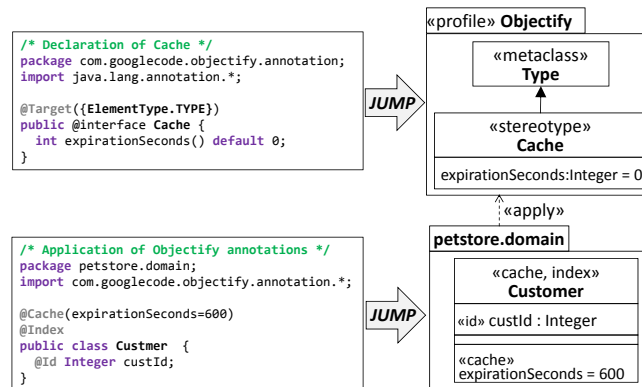 /* Declaration of Cache */
package com.googlecode.objectify.annotation;
import java.lang.annotation.*;
@Target({ElementType.TYPE})
public @interface Cache {
int expirationSeconds() default 0;
}
JUMP
«profile» Objectify
«metaclass»
Type
«stereotype»
Cache
expirationSeconds:Integer = 0
«apply»
/* Application of Objectify annotations */
package petstore.domain;
import com.googlecode.objectify.annotation.*;
@Cache(expirationSeconds=600)
@Index
public class Custmer {
@Id Integer custId;
}
JUMP
petstore.domain
«cache, index»
Customer
«id» custId : Integer
«cache»
expirationSeconds = 600